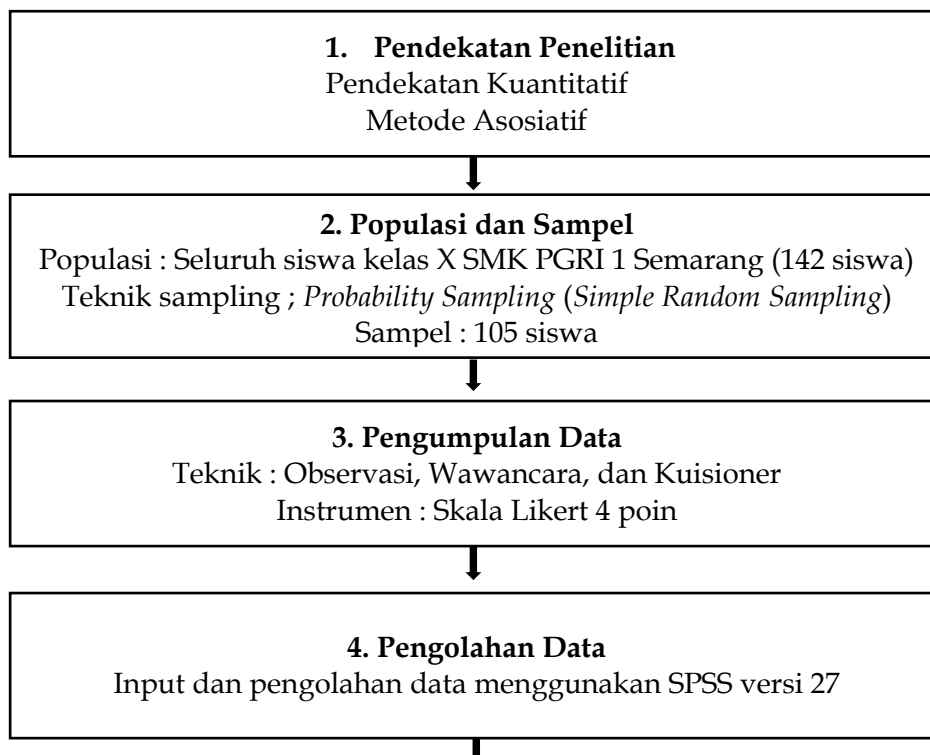 1. Pendekatan Penelitian
Pendekatan Kuantitatif
Metode Asosiatif
2. Populasi dan Sampel
Populasi : Seluruh siswa kelas X SMK PGRI 1 Semarang (142 siswa)
Teknik sampling ; Probability Sampling (Simple Random Sampling)
Sampel : 105 siswa
3. Pengumpulan Data
Teknik : Observasi, Wawancara, dan Kuisioner
Instrumen : Skala Likert 4 poin
4. Pengolahan Data
Input dan pengolahan data menggunakan SPSS versi 27